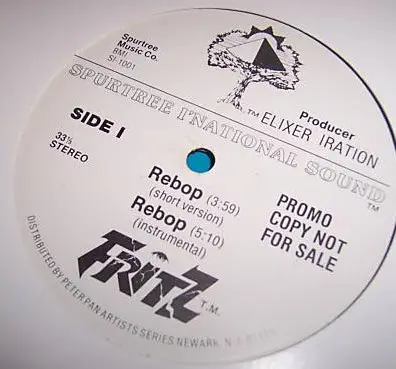 Spurtree
Music Co.
BMI
SI-1001
TM
Producer
ELIXER IRATION
SPURTREE I'NATIONAL SOUND
TM
SIDE I
33⅓
STEREO
Rebop (3:59)
(short version)
Rebop (5:10)
(instrumental)
PROMO
COPY NOT
FOR SALE
FRITZ T.M.
DISTRIBUTED BY PETER PAN ARTISTS SERIES NEWARK, N.J.